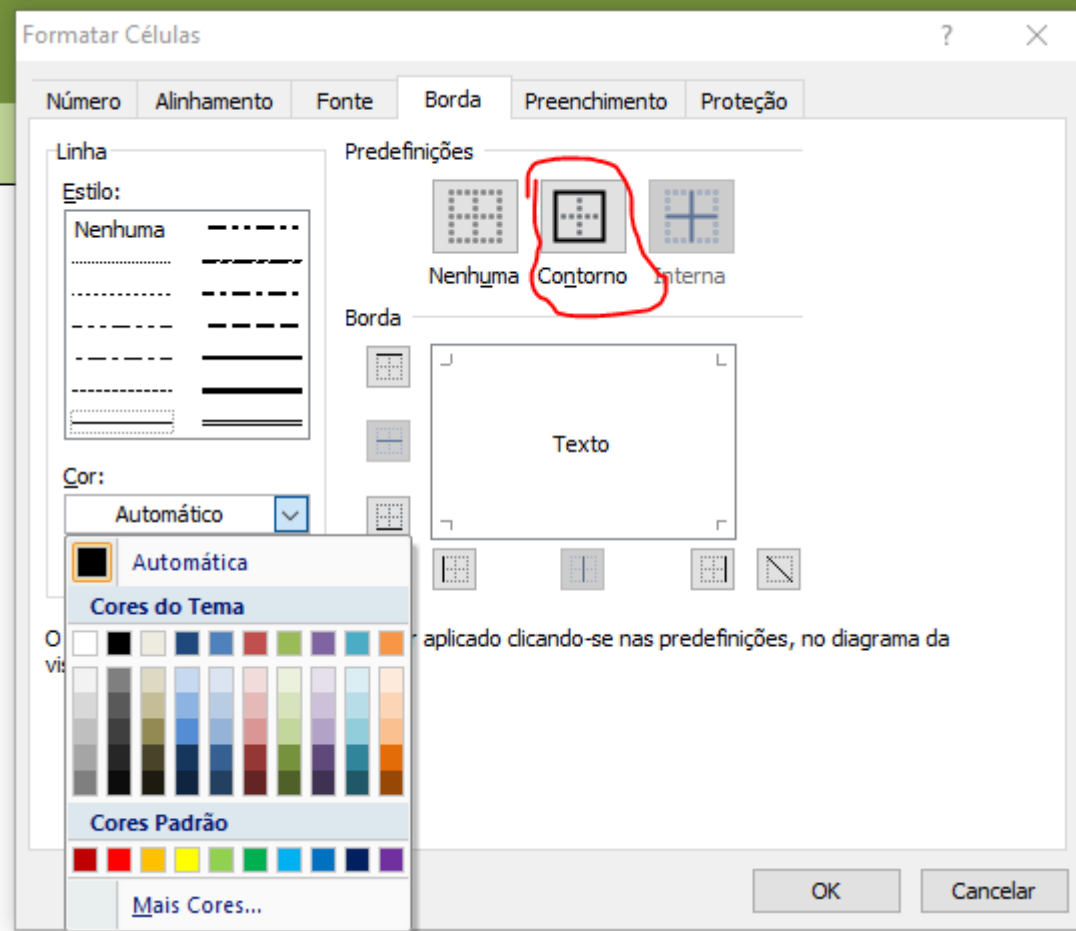 Formatar Células
?
Número Alinhamento Fonte Borda Preenchimento Proteção
Linha
Estilo:
Nenhuma
Predefinições
Nenhuma Contorno Interna
Borda
Texto
Cor:
Automático
Automática
Cores do Tema
O
aplicado clicando-se nas predefinições, no diagrama da
Cores Padrão
Mais Cores...
OK Cancelar